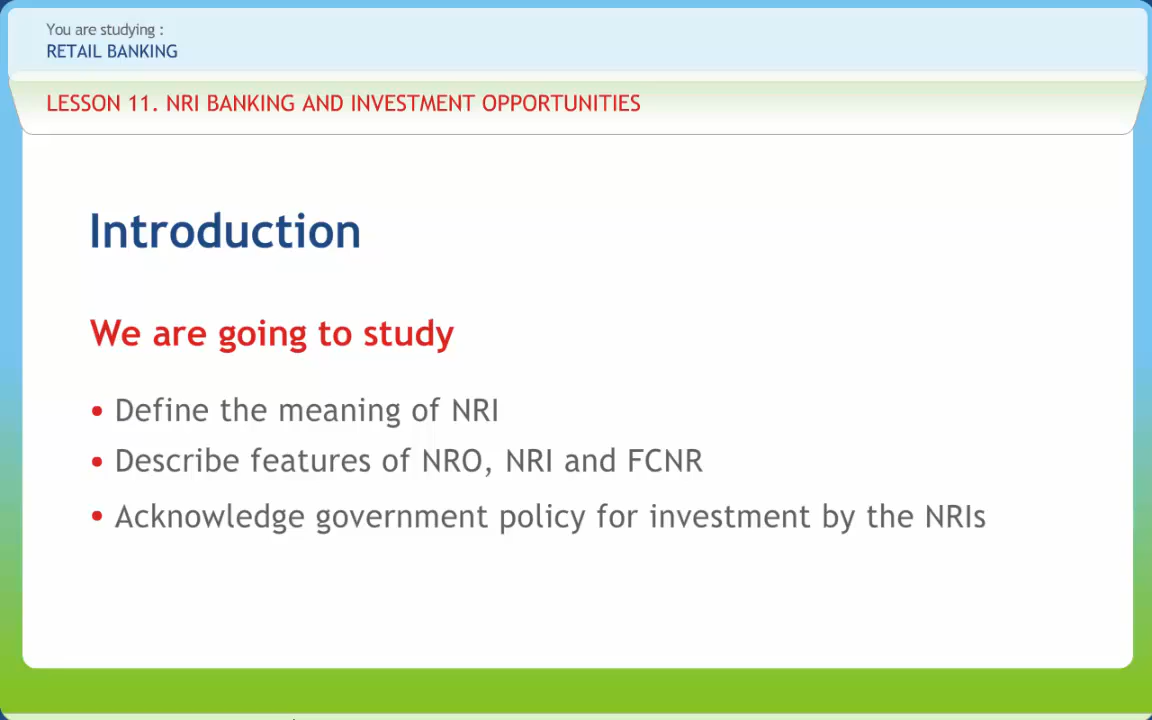 You are studying :
RETAIL BANKING
LESSON 11. NRI BANKING AND INVESTMENT OPPORTUNITIES
Introduction
We are going to study
• Define the meaning of NRI
• Describe features of NRO, NRI and FCNR
• Acknowledge government policy for investment by the NRIs